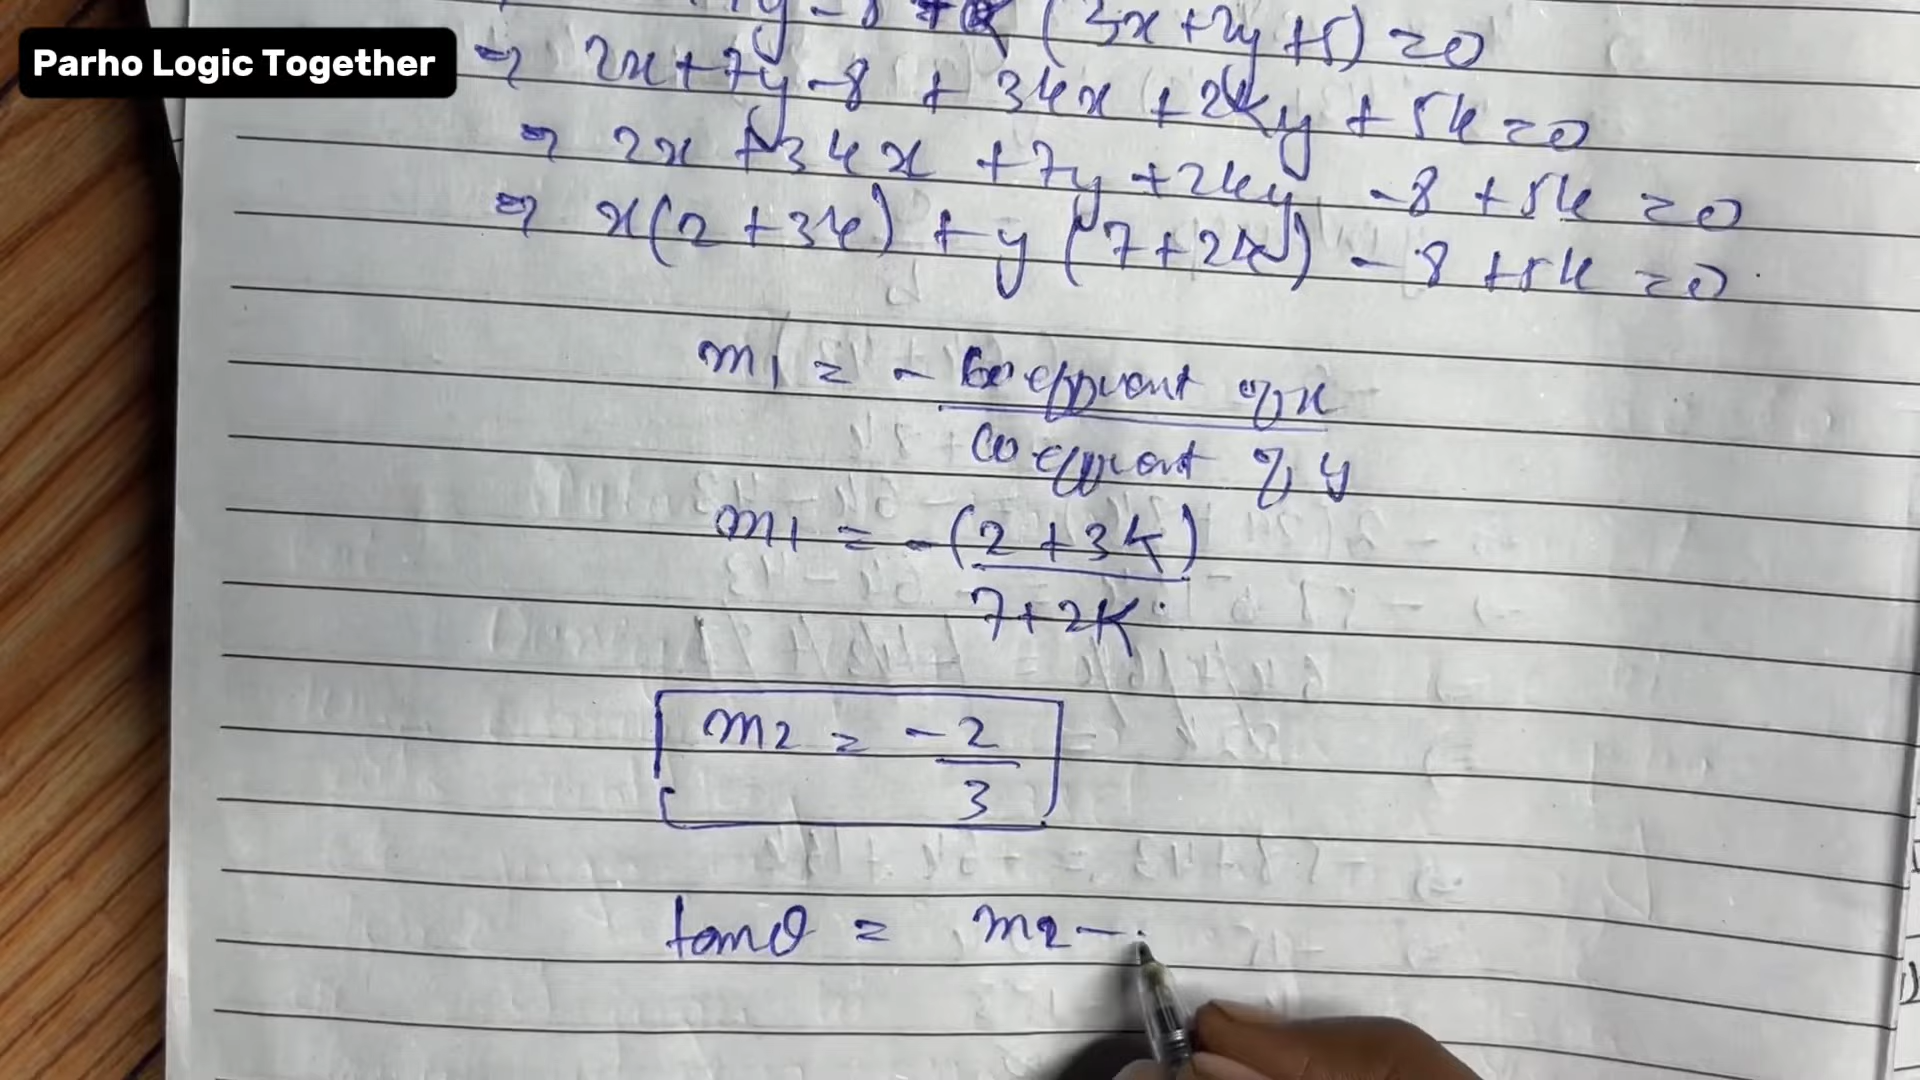 Parho Logic Together
y - 8 + k (3x + 2y + 5) = 0
⇒ 2x + 7y - 8 + 3kx + 2ky + 5k = 0
⇒ 2x + 3kx + 7y + 2ky - 8 + 5k = 0
⇒ x(2 + 3k) + y (7 + 2k) - 8 + 5k = 0
m1 = - Coefficient of x
Coefficient of y
m1 = - (2 + 3k)
7 + 2k
m2 = - 2
3
tan θ = m2 -